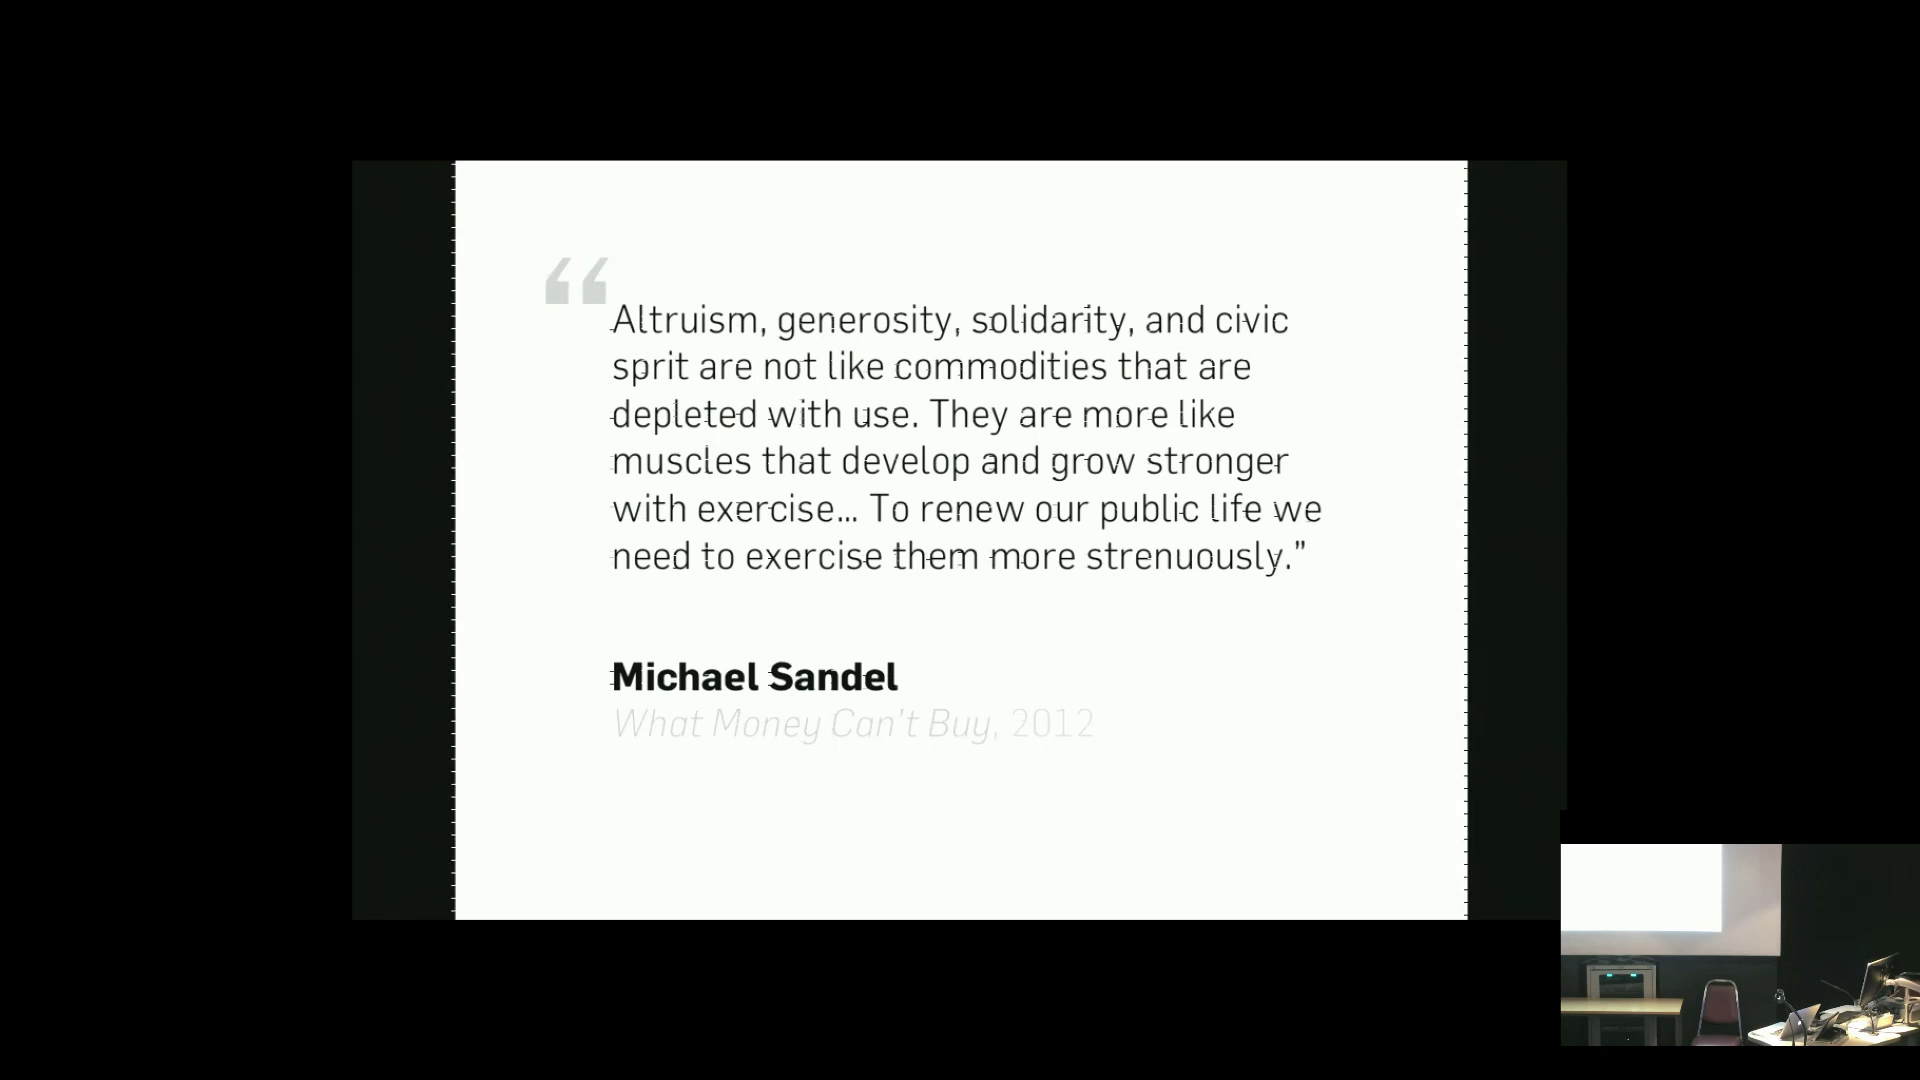 “Altruism, generosity, solidarity, and civic
sprit are not like commodities that are
depleted with use. They are more like
muscles that develop and grow stronger
with exercise... To renew our public life we
need to exercise them more strenuously.”
Michael Sandel
What Money Can't Buy, 2012